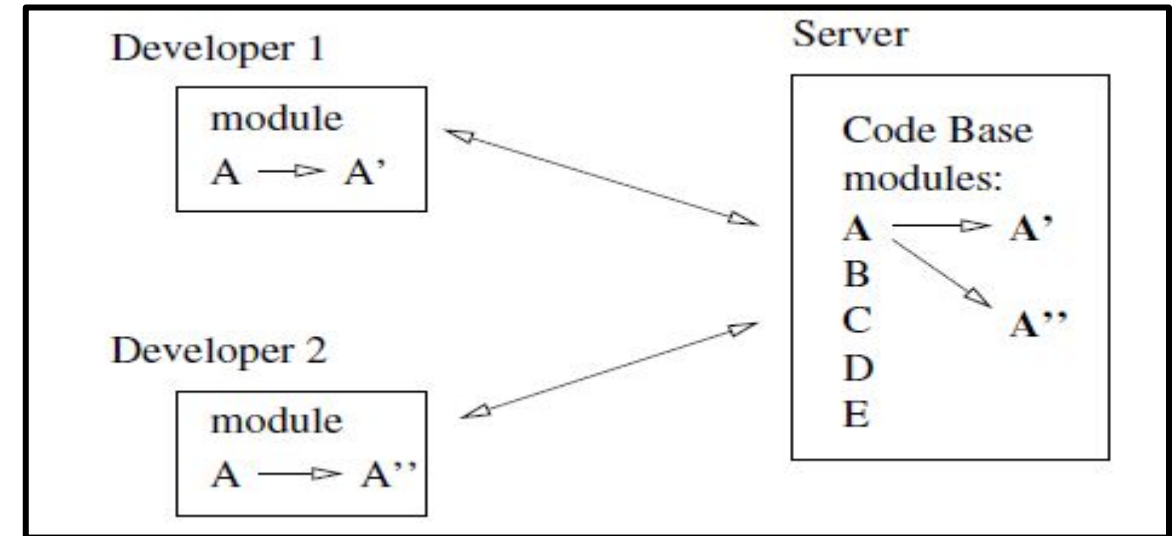 Developer 1
module
A A’
Developer 2
module
A A’’
Server
Code Base
modules:
A A’
B
C A’’
D
E